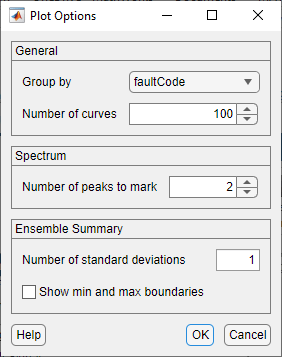 Plot Options
General
Group by faultCode
Number of curves 100
Spectrum
Number of peaks to mark 2
Ensemble Summary
Number of standard deviations 1
Show min and max boundaries
Help OK Cancel